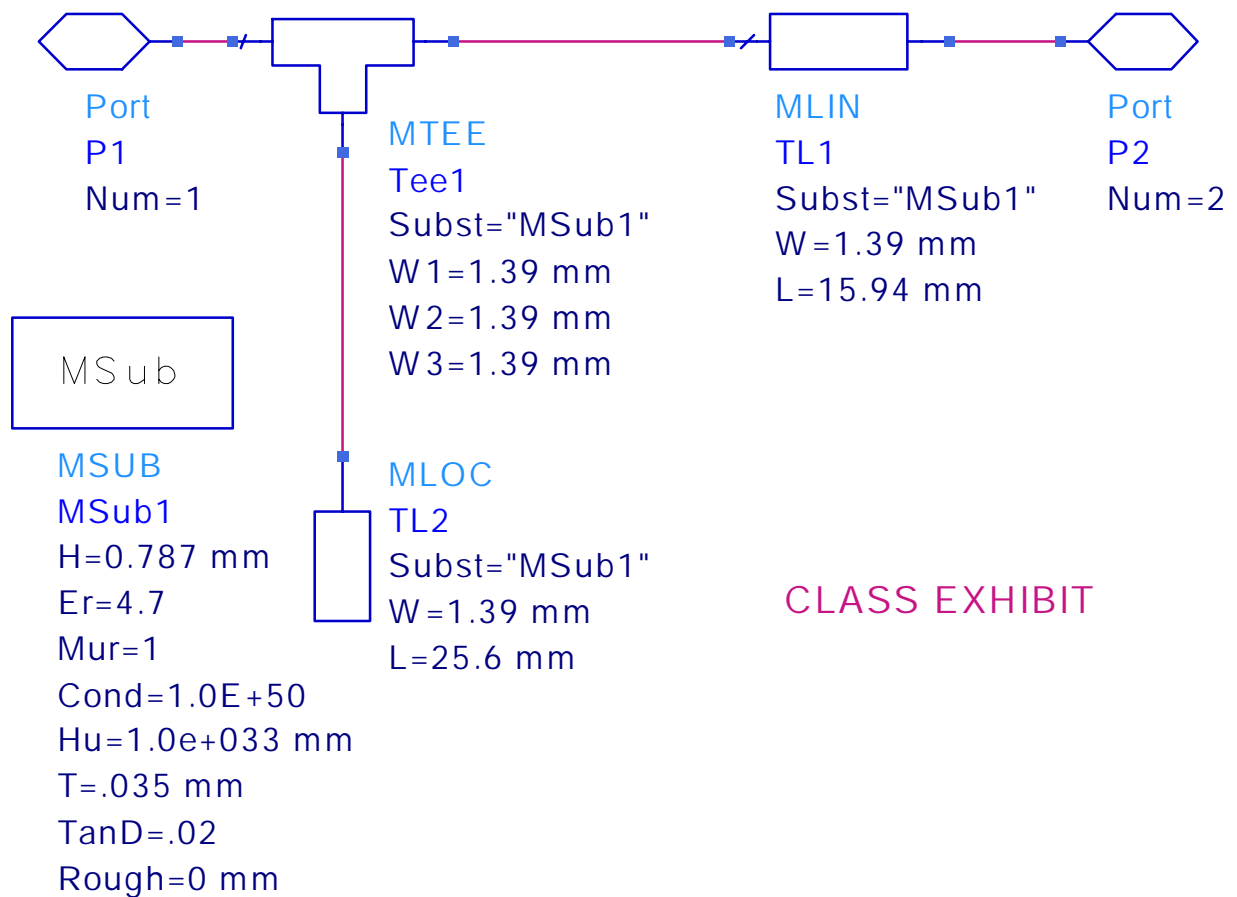 Port
P1
Num=1
MTEE
Tee1
Subst="MSub1"
W1=1.39 mm
W2=1.39 mm
W3=1.39 mm
MLIN
TL1
Subst="MSub1"
W=1.39 mm
L=15.94 mm
Port
P2
Num=2
MSub
MSUB
MSub1
H=0.787 mm
Er=4.7
Mur=1
Cond=1.0E+50
Hu=1.0e+033 mm
T=.035 mm
TanD=.02
Rough=0 mm
MLOC
TL2
Subst="MSub1"
W=1.39 mm
L=25.6 mm
CLASS EXHIBIT